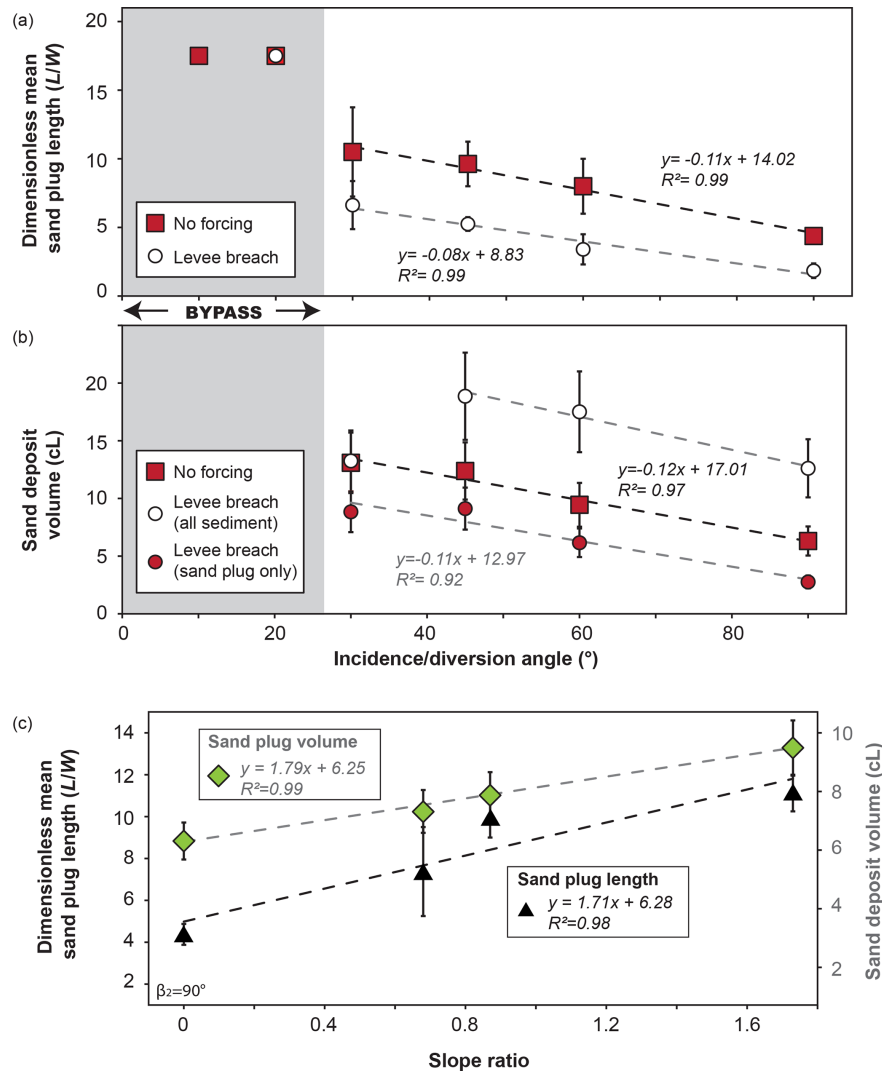 (a)
Dimensionless mean
sand plug length (L/W)
20
15
10
5
0
y= -0.11x + 14.02
R²= 0.99
No forcing
Levee breach
y= -0.08x + 8.83
R²= 0.99
BYPASS
(b)
Sand deposit
volume (cL)
20
15
10
5
0
No forcing
Levee breach
(all sediment)
Levee breach
(sand plug only)
y=-0.12x + 17.01
R²= 0.97
y=-0.11x + 12.97
R²= 0.92
0 20 40 60 80
Incidence/diversion angle (°)
(c)
Dimensionless mean
sand plug length (L/W)
14
12
10
8
6
4
2
Sand plug volume
y = 1.79x + 6.25
R²=0.99
Sand plug length
y = 1.71x + 6.28
R²=0.98
β₂=90°
10
8
6
4
2
Sand deposit volume (cL)
0 0.4 0.8 1.2 1.6
Slope ratio